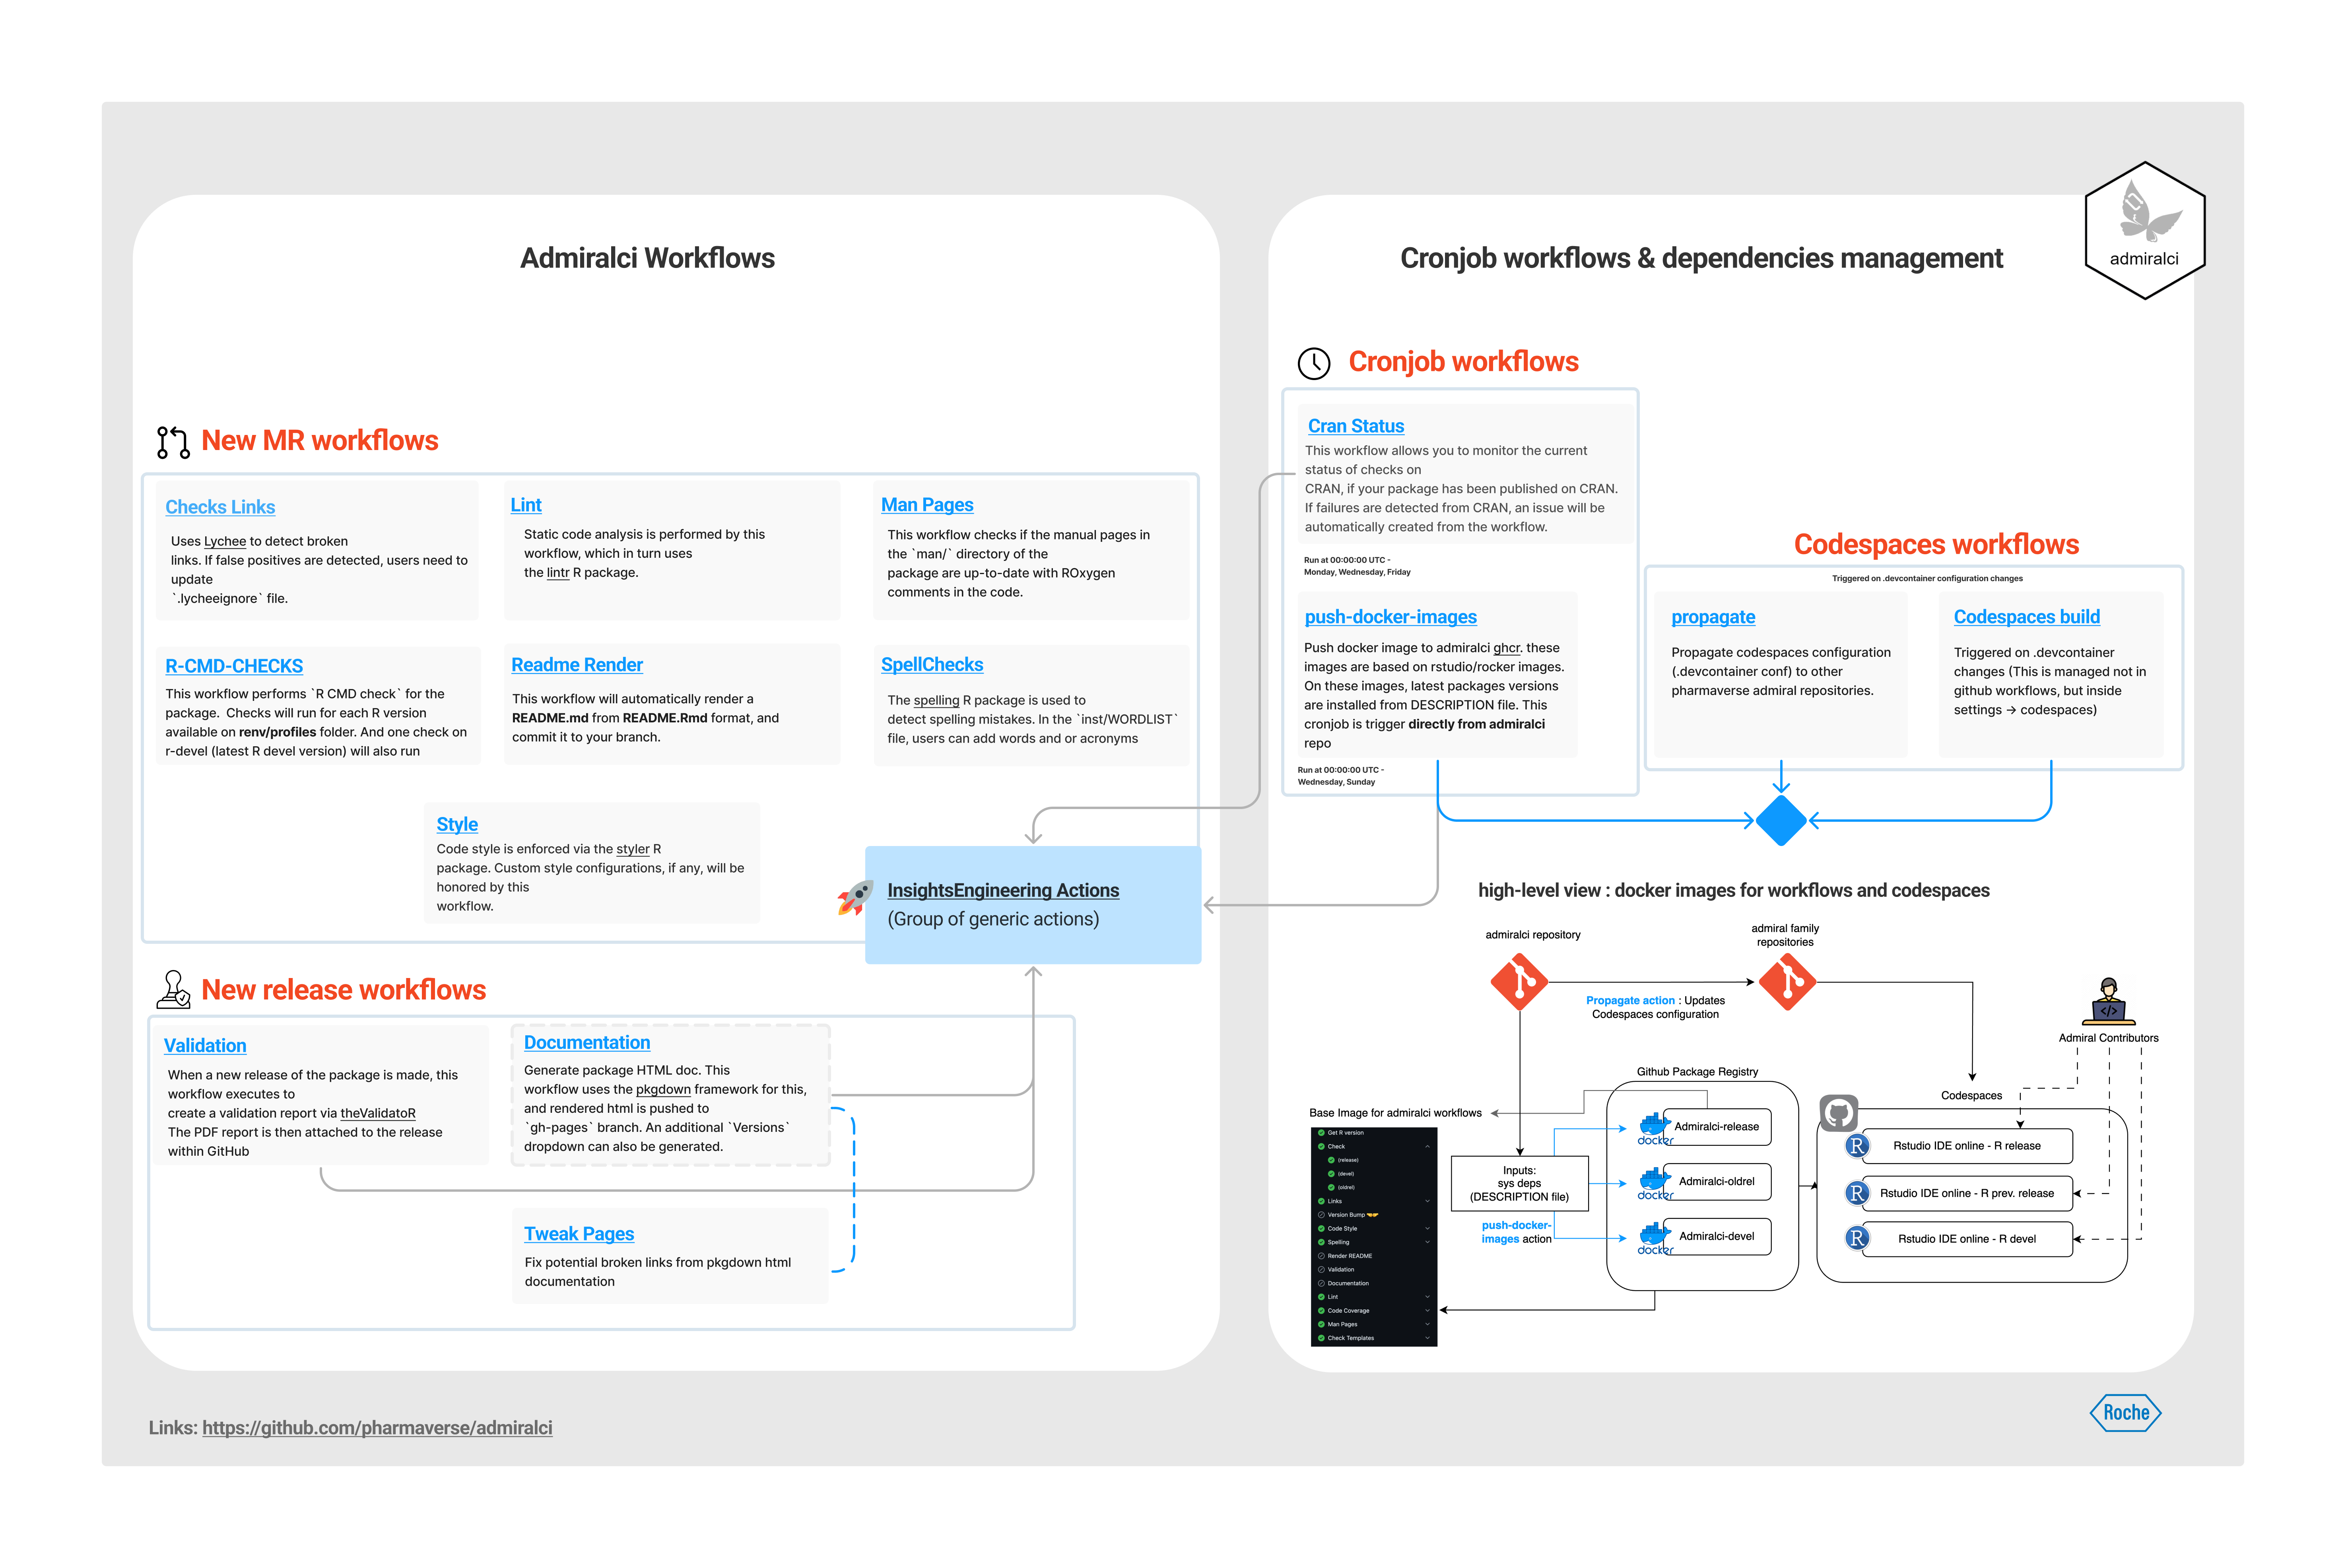 Admiralci Workflows
New MR workflows
Checks Links
Uses Lychee to detect broken
links. If false positives are detected, users need to
update
`.lycheeignore` file.
Lint
Static code analysis is performed by this
workflow, which in turn uses
the lintr R package.
Man Pages
This workflow checks if the manual pages in
the `man/` directory of the
package are up-to-date with ROxygen
comments in the code.
R-CMD-CHECKS
This workflow performs `R CMD check` for the
package.  Checks will run for each R version
available on renv/profiles folder. And one check on
r-devel (latest R devel version) will also run
Readme Render
This workflow will automatically render a
README.md from README.Rmd format, and
commit it to your branch.
SpellChecks
The spelling R package is used to
detect spelling mistakes. In the `inst/WORDLIST`
file, users can add words and or acronyms
Style
Code style is enforced via the styler R
package. Custom style configurations, if any, will be
honored by this
workflow.
InsightsEngineering Actions
(Group of generic actions)
New release workflows
Validation
When a new release of the package is made, this
workflow executes to
create a validation report via theValidatoR
The PDF report is then attached to the release
within GitHub
Documentation
Generate package HTML doc. This
workflow uses the pkgdown framework for this,
and rendered html is pushed to
`gh-pages` branch. An additional `Versions`
dropdown can also be generated.
Tweak Pages
Fix potential broken links from pkgdown html
documentation
Cronjob workflows & dependencies management
admiralci
Cronjob workflows
Cran Status
This workflow allows you to monitor the current
status of checks on
CRAN, if your package has been published on CRAN.
If failures are detected from CRAN, an issue will be
automatically created from the workflow.
Run at 00:00:00 UTC -
Monday, Wednesday, Friday
push-docker-images
Push docker image to admiralci ghcr. these
images are based on rstudio/rocker images.
On these images, latest packages versions
are installed from DESCRIPTION file. This
cronjob is trigger directly from admiralci
repo
Run at 00:00:00 UTC -
Wednesday, Sunday
Codespaces workflows
Triggered on .devcontainer configuration changes
propagate
Propagate codespaces configuration
(.devcontainer conf) to other
pharmaverse admiral repositories.
Codespaces build
Triggered on .devcontainer
changes (This is managed not in
github workflows, but inside
settings → codespaces)
high-level view : docker images for workflows and codespaces
admiralci repository
admiral family
repositories
Propagate action : Updates
Codespaces configuration
Admiral Contributors
Github Package Registry
Codespaces
Base Image for admiralci workflows
Get R version
Check
(release)
(devel)
(oldrel)
Links
Version Bump
Code Style
Spelling
Render README
Validation
Documentation
Lint
Code Coverage
Man Pages
Check Templates
Inputs:
sys deps
(DESCRIPTION file)
push-docker-
images action
docker
Admiralci-release
docker
Admiralci-oldrel
docker
Admiralci-devel
R
Rstudio IDE online - R release
R
Rstudio IDE online - R prev. release
R
Rstudio IDE online - R devel
Links: https://github.com/pharmaverse/admiralci
Roche